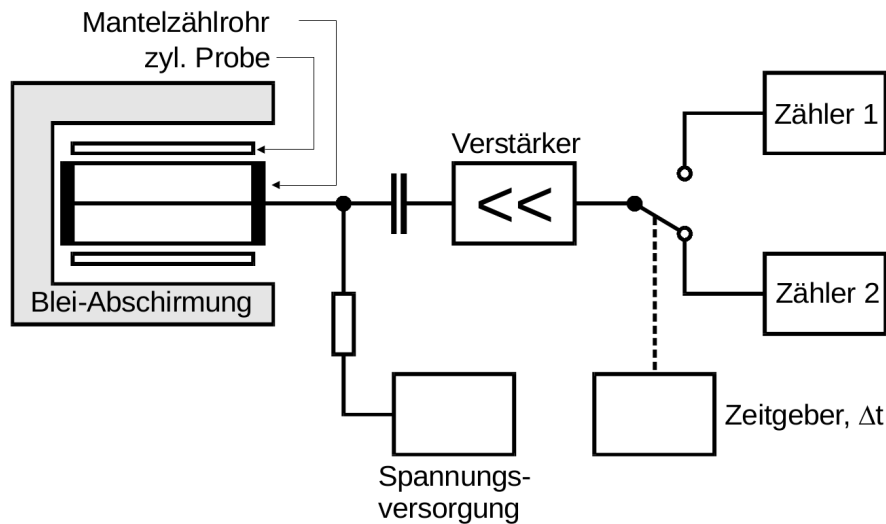 Mantelzählrohr
zyl. Probe
Verstärker
<<
Zähler 1
Zähler 2
Blei-Abschirmung
Zeitgeber, Δt
Spannungs-
versorgung